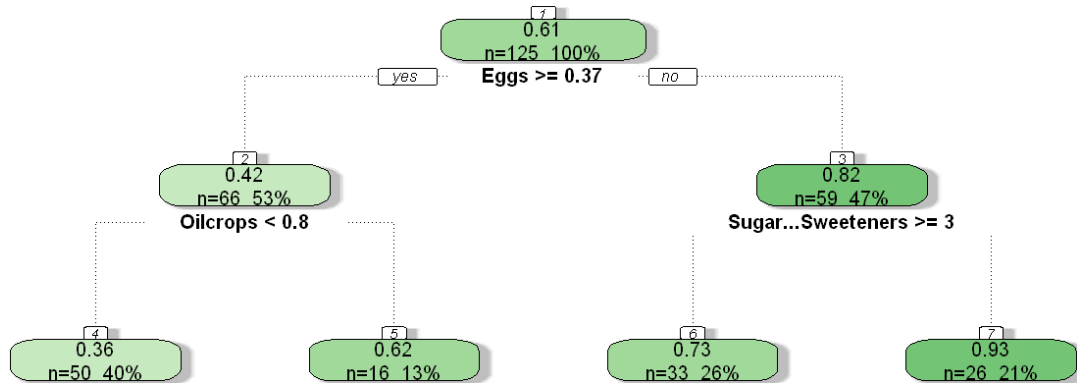 1
0.61
n=125 100%
yes Eggs >= 0.37 no
2
0.42
n=66 53%
Oilcrops < 0.8
3
0.82
n=59 47%
Sugar...Sweeteners >= 3
4
0.36
n=50 40%
5
0.62
n=16 13%
6
0.73
n=33 26%
7
0.93
n=26 21%